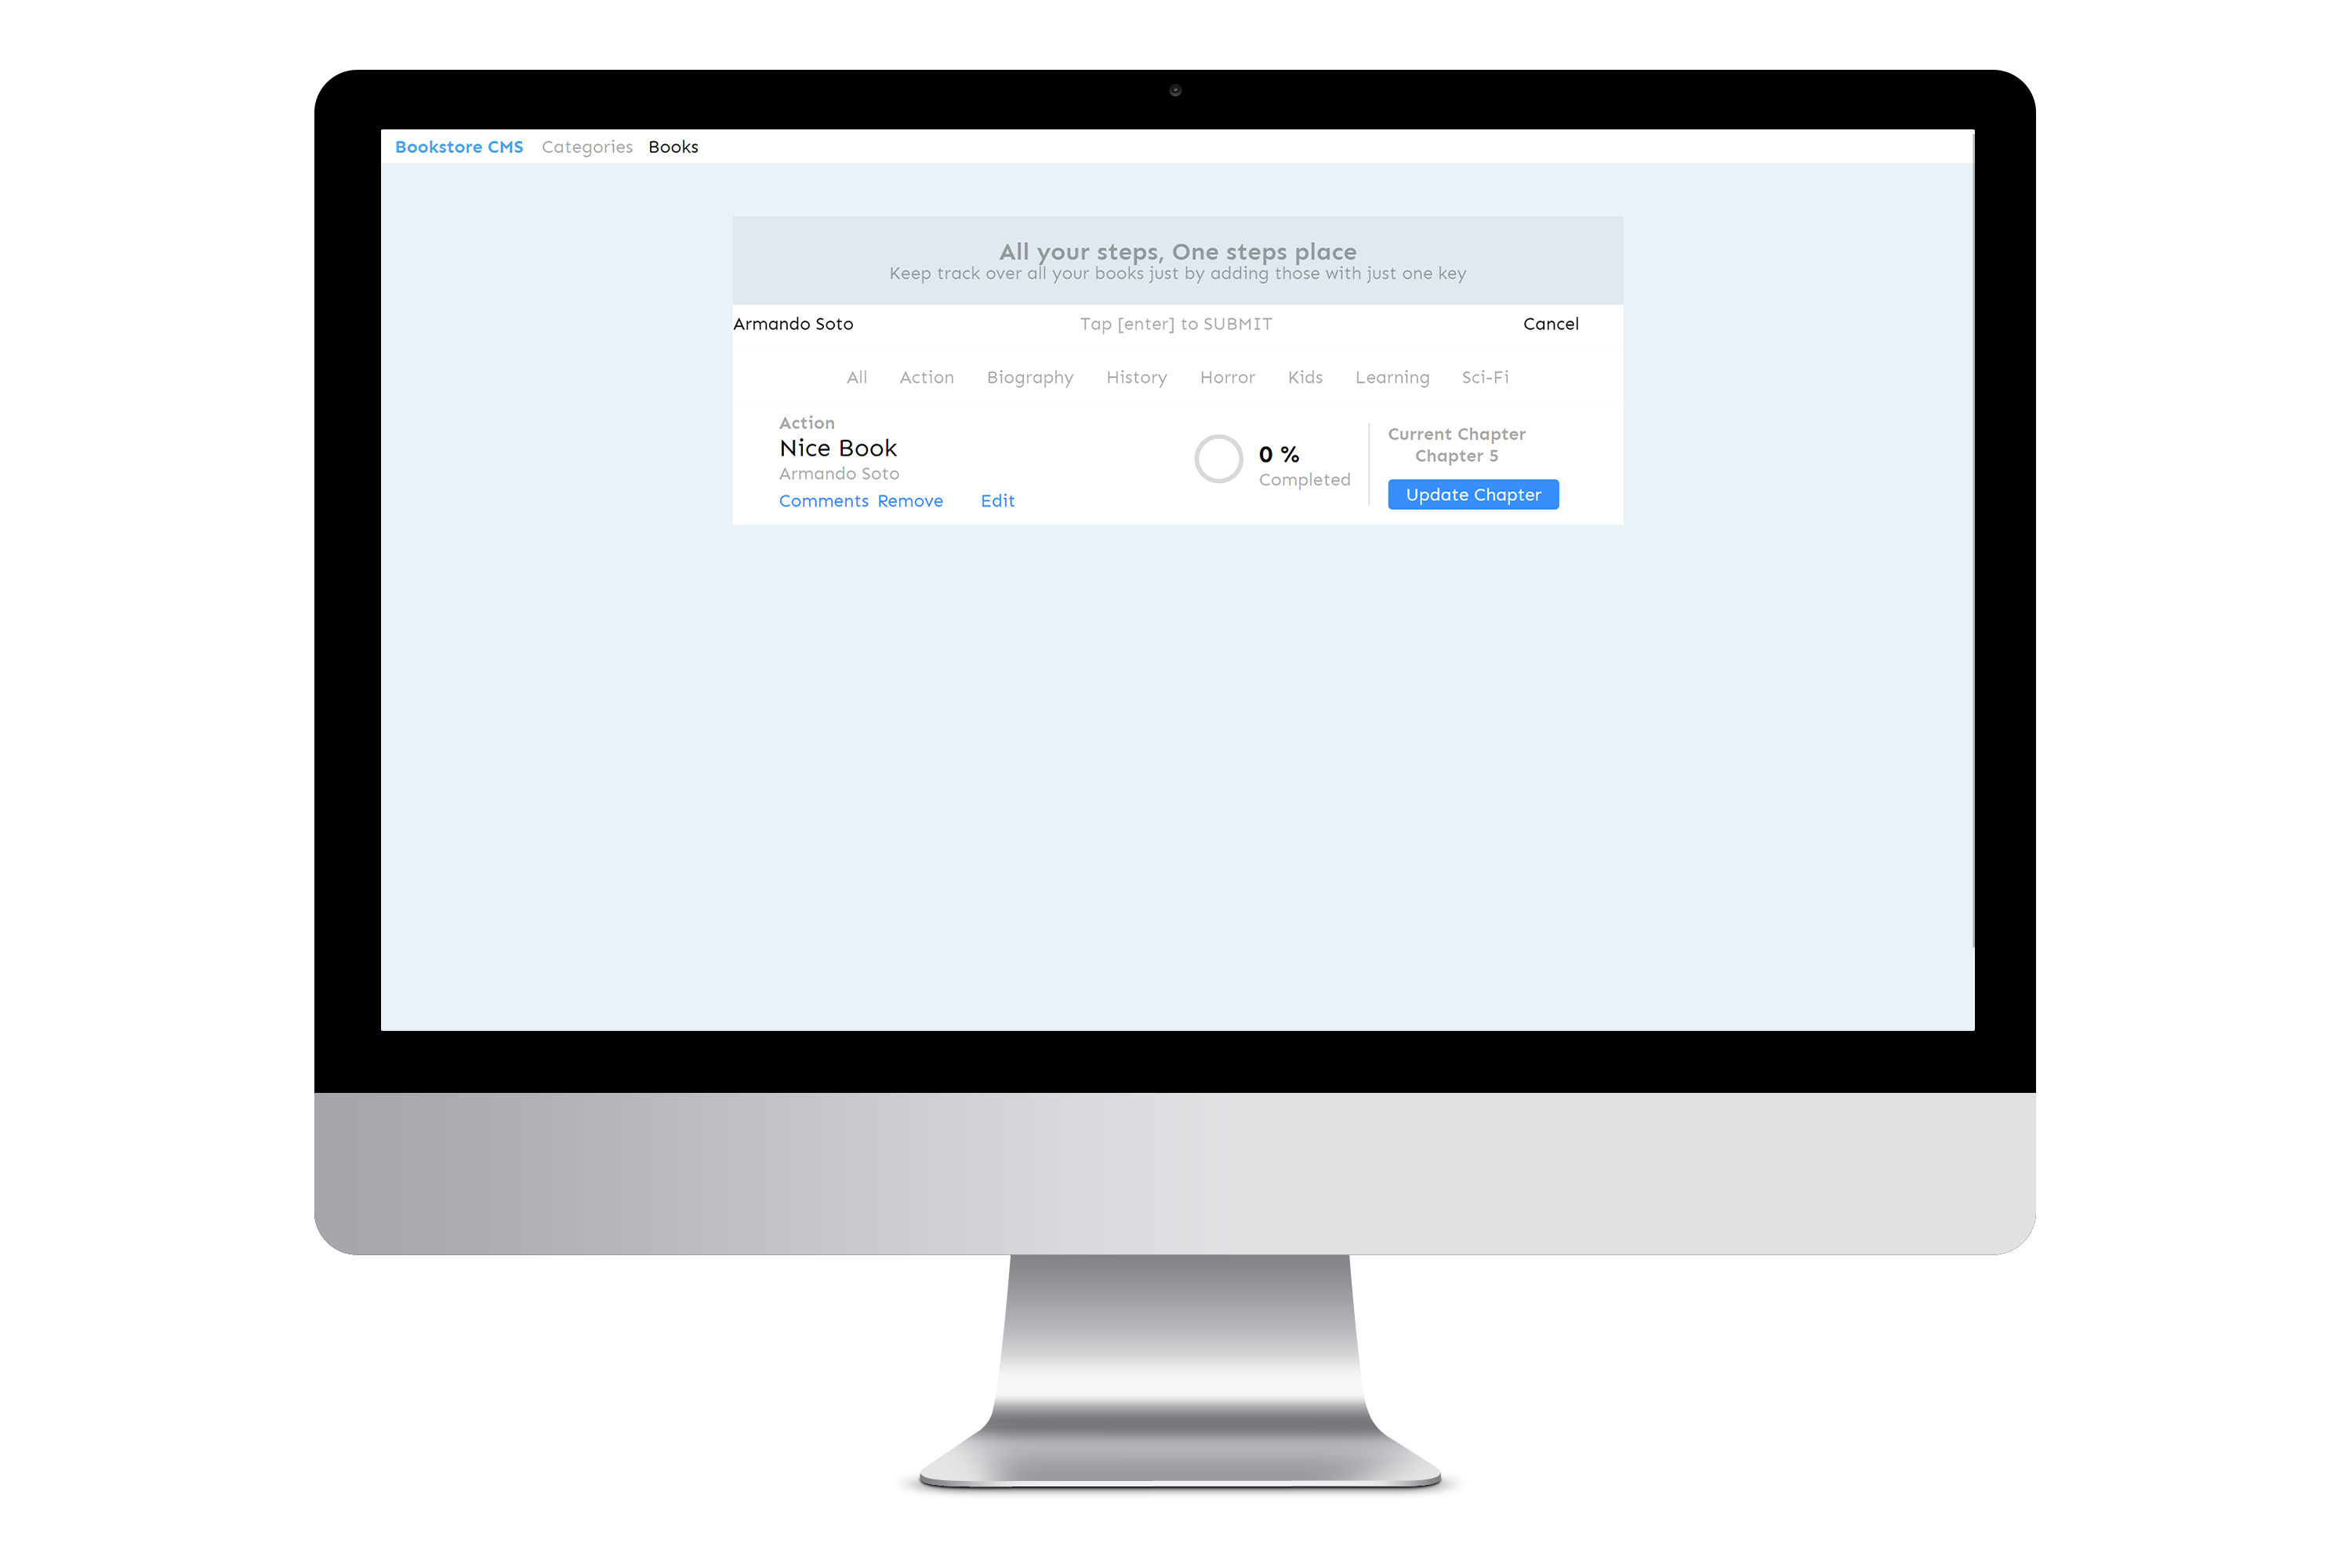 Bookstore CMS Categories Books
All your steps, One steps place
Keep track over all your books just by adding those with just one key
Armando Soto Tap [enter] to SUBMIT Cancel
All Action Biography History Horror Kids Learning Sci-Fi
Action
Nice Book
Armando Soto
Comments Remove Edit
0 %
Completed
Current Chapter
Chapter 5
Update Chapter